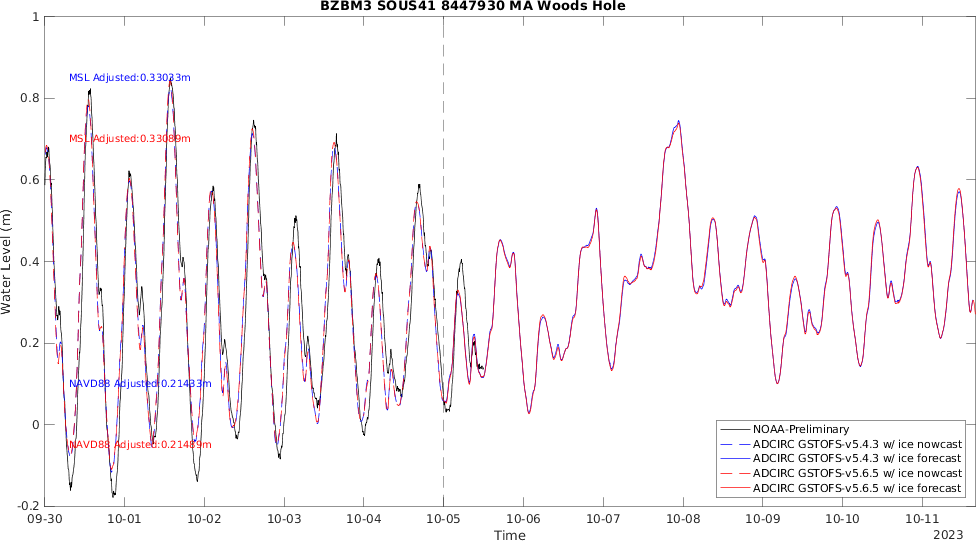 BZBM3 SOUS41 8447930 MA Woods Hole
1
0.8
0.6
0.4
0.2
0
-0.2
Water Level (m)
MSL Adjusted:0.33033m
MSL Adjusted:0.33089m
NAVD88 Adjusted:0.21433m
NAVD88 Adjusted:0.21489m
NOAA-Preliminary
ADCIRC GSTOFS-v5.4.3 w/ ice nowcast
ADCIRC GSTOFS-v5.4.3 w/ ice forecast
ADCIRC GSTOFS-v5.6.5 w/ ice nowcast
ADCIRC GSTOFS-v5.6.5 w/ ice forecast
09-30 10-01 10-02 10-03 10-04 10-05 10-06 10-07 10-08 10-09 10-10 10-11
Time
2023